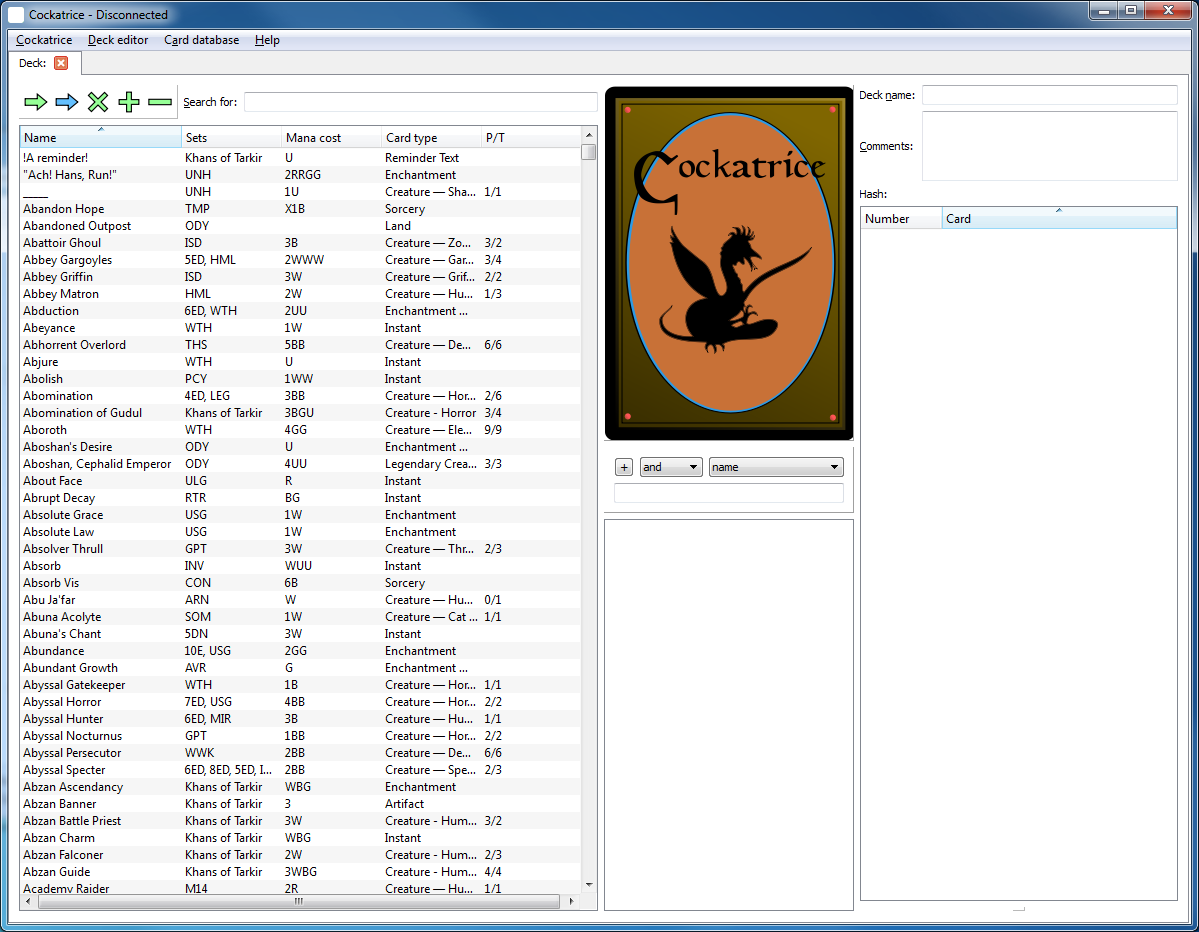 Cockatrice - Disconnected
Cockatrice Deck editor Card database Help
Deck:
Search for:
Name Sets Mana cost Card type P/T
!A reminder! Khans of Tarkir U Reminder Text
"Ach! Hans, Run!" UNH 2RRGG Enchantment
____ UNH 1U Creature — Sha... 1/1
Abandon Hope TMP X1B Sorcery
Abandoned Outpost ODY Land
Abattoir Ghoul ISD 3B Creature — Zo... 3/2
Abbey Gargoyles 5ED, HML 2WWW Creature — Gar... 3/4
Abbey Griffin ISD 3W Creature — Grif... 2/2
Abbey Matron HML 2W Creature — Hu... 1/3
Abduction 6ED, WTH 2UU Enchantment ...
Abeyance WTH 1W Instant
Abhorrent Overlord THS 5BB Creature — De... 6/6
Abjure WTH U Instant
Abolish PCY 1WW Instant
Abomination 4ED, LEG 3BB Creature — Hor... 2/6
Abomination of Gudul Khans of Tarkir 3BGU Creature - Horror 3/4
Aboroth WTH 4GG Creature — Ele... 9/9
Aboshan's Desire ODY U Enchantment ...
Aboshan, Cephalid Emperor ODY 4UU Legendary Crea... 3/3
About Face ULG R Instant
Abrupt Decay RTR BG Instant
Absolute Grace USG 1W Enchantment
Absolute Law USG 1W Enchantment
Absolver Thrull GPT 3W Creature — Thr... 2/3
Absorb INV WUU Instant
Absorb Vis CON 6B Sorcery
Abu Ja'far ARN W Creature — Hu... 0/1
Abuna Acolyte SOM 1W Creature — Cat ... 1/1
Abuna's Chant 5DN 3W Instant
Abundance 10E, USG 2GG Enchantment
Abundant Growth AVR G Enchantment ...
Abyssal Gatekeeper WTH 1B Creature — Hor... 1/1
Abyssal Horror 7ED, USG 4BB Creature — Hor... 2/2
Abyssal Hunter 6ED, MIR 3B Creature — Hu... 1/1
Abyssal Nocturnus GPT 1BB Creature — Hor... 2/2
Abyssal Persecutor WWK 2BB Creature — De... 6/6
Abyssal Specter 6ED, 8ED, 5ED, I... 2BB Creature — Spe... 2/3
Abzan Ascendancy Khans of Tarkir WBG Enchantment
Abzan Banner Khans of Tarkir 3 Artifact
Abzan Battle Priest Khans of Tarkir 3W Creature - Hum... 3/2
Abzan Charm Khans of Tarkir WBG Instant
Abzan Falconer Khans of Tarkir 2W Creature - Hum... 2/3
Abzan Guide Khans of Tarkir 3WBG Creature - Hum... 4/4
Academy Raider M14 2R Creature — Hu... 1/1
Cockatrice
+ and name
Deck name:
Comments:
Hash:
Number Card